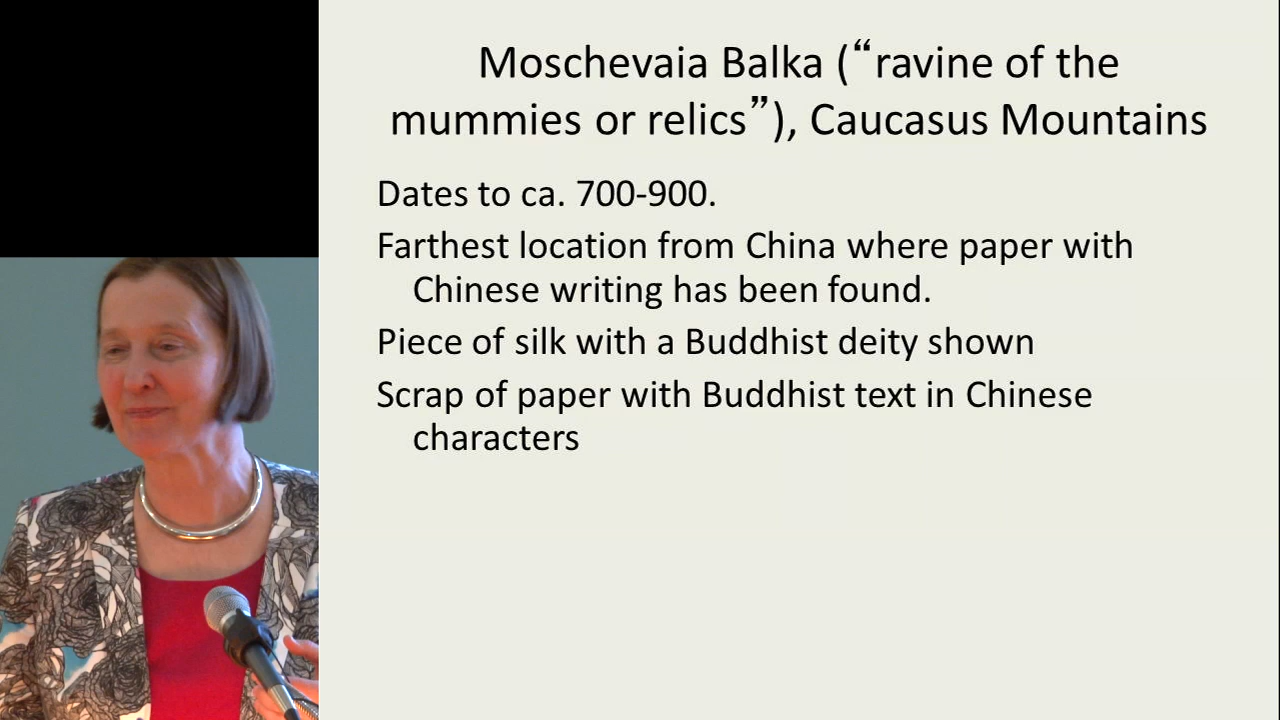 Moschevaia Balka (“ravine of the
mummies or relics”), Caucasus Mountains
Dates to ca. 700-900.
Farthest location from China where paper with
Chinese writing has been found.
Piece of silk with a Buddhist deity shown
Scrap of paper with Buddhist text in Chinese
characters